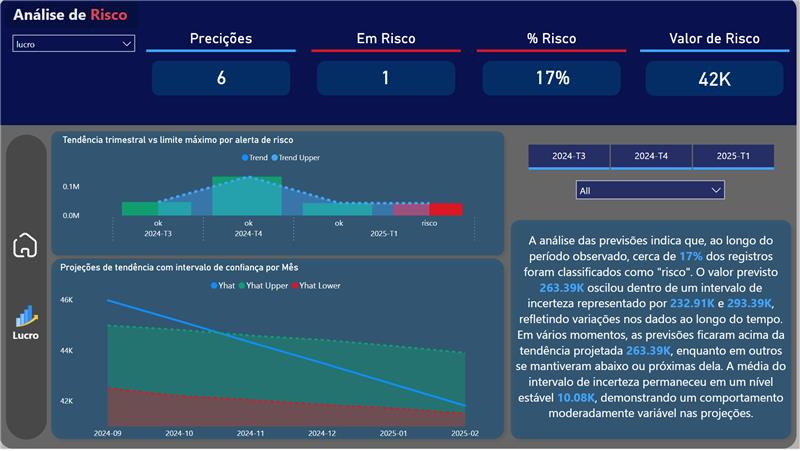 Análise de Risco
lucro
Precições
6
Em Risco
1
% Risco
17%
Valor de Risco
42K
Tendência trimestral vs limite máximo por alerta de risco
Trend
Trend Upper
0.1M
0.0M
ok
ok
ok
risco
2024-T3
2024-T4
2025-T1
Projeções de tendência com intervalo de confiança por Mês
Yhat
Yhat Upper
Yhat Lower
46K
44K
42K
2024-09
2024-10
2024-11
2024-12
2025-01
2025-02
Lucro
2024-T3
2024-T4
2025-T1
All
A análise das previsões indica que, ao longo do
período observado, cerca de 17% dos registros
foram classificados como "risco". O valor previsto
263.39K oscilou dentro de um intervalo de
incerteza representado por 232.91K e 293.39K,
refletindo variações nos dados ao longo do tempo.
Em vários momentos, as previsões ficaram acima da
tendência projetada 263.39K, enquanto em outros
se mantiveram abaixo ou próximas dela. A média do
intervalo de incerteza permaneceu em um nível
estável 10.08K, demonstrando um comportamento
moderadamente variável nas projeções.